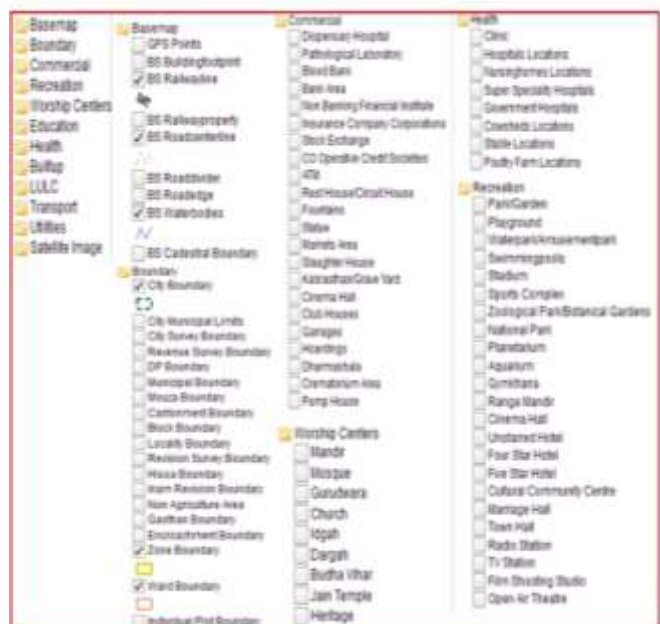 Basemap
Boundary
Commercial
Recreation
Worship Centers
Education
Health
Builtup
LULC
Transport
Utilities
Satellite Image
Basemap
GPS Points
BS Buildingfootprint
BS Railwayline
BS Railwayproperty
BS Roadcenterline
BS Roaddivider
BS Roadedge
BS Waterbodies
BS Cadestral Boundary
Boundary
City Boundary
City Municipal Limits
City Survey Boundary
Revenue Survey Boundary
DP Boundary
Municipal Boundary
Mouza Boundary
Cantonment Boundary
Block Boundary
Locality Boundary
Revision Survey Boundary
Hissa Boundary
Inam Revision Boundary
Non Agriculture Area
Gaothan Boundary
Encroachment Boundary
Zone Boundary
Ward Boundary
Individual Plot Boundary
Commercial
Dispensary Hospital
Pathological Laboratory
Blood Bank
Bank Area
Non Banking Financial Institute
Insurance Company Corporations
Stock Exchange
CO Operative Credit Societies
ATM
Rest House/Circuit House
Fountains
Statue
Markets Area
Slaughter House
Kabrasthan/Grave Yard
Cinema Hall
Club Houses
Garages
Hoardings
Dharmashala
Crematorium Area
Pump House
Worship Centers
Mandir
Mosque
Gurudwara
Church
Idgah
Dargah
Budha Vihar
Jain Temple
Heritage
Health
Clinic
Hospitals Locations
Nursinghomes Locations
Super Speciality Hospitals
Government Hospitals
Cowsheds Locations
Stable Locations
Poultry Farm Locations
Recreation
Park/Garden
Playground
Waterpark/Amusementpark
Swimmingpools
Stadium
Sports Complex
Zoological Park/Botanical Gardens
National Park
Planetarium
Aquarium
Gymkhana
Ranga Mandir
Cinema Hall
Unstarred Hotel
Four Star Hotel
Five Star Hotel
Cultural Community Centre
Marriage Hall
Town Hall
Radio Station
TV Station
Film Shooting Studio
Open Air Theatre